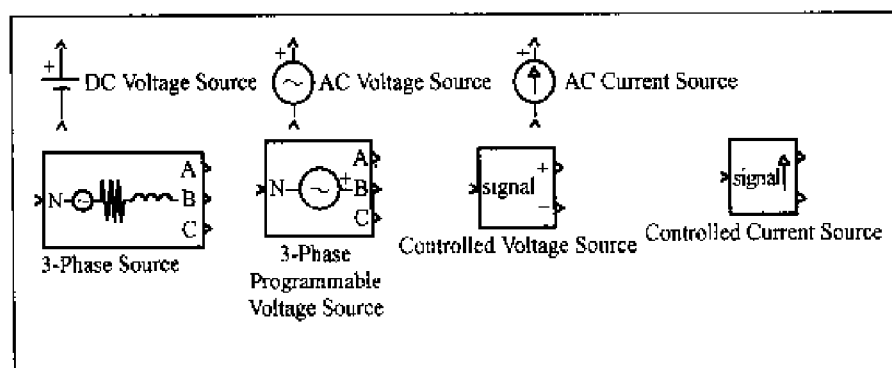 +
DC Voltage Source
+
AC Voltage Source
+
AC Current Source
N
A
B
C
3-Phase Source
N
+
A
B
C
3-Phase
Programmable
Voltage Source
signal
+
−
Controlled Voltage Source
signal
Controlled Current Source